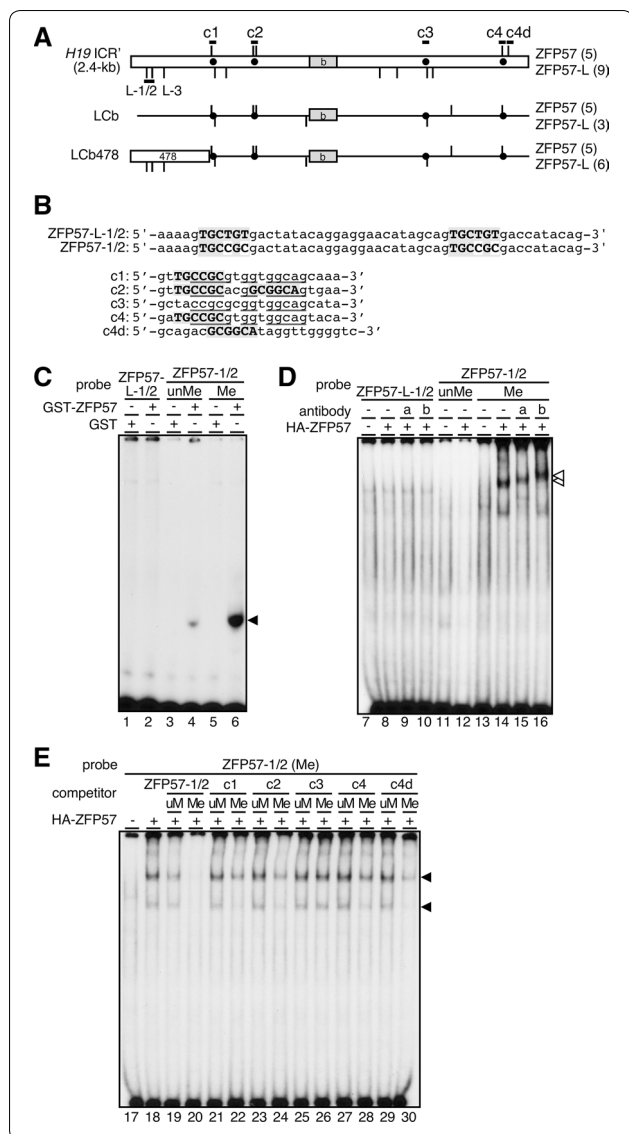 A
c1 c2 c3 c4 c4d
H19 ICR' b ZFP57 (5)
(2.4-kb) ZFP57-L (9)
L-1/2 L-3
LCb b ZFP57 (5)
ZFP57-L (3)
LCb478 478 b ZFP57 (5)
ZFP57-L (6)
B
ZFP57-L-1/2: 5'-aaaagTGCTGTgactatacaggaggaacatagcagTGCTGTgaccatacag-3'
ZFP57-1/2: 5'-aaaagTGCCGCgactatacaggaggaacatagcagTGCCGCgaccatacag-3'
c1: 5'-gtTGCCGCgtggtggcagcaaa-3'
c2: 5'-gtTGCCGCacgGCGGCAgtgaa-3'
c3: 5'-gctaccgcgcggtggcagcata-3'
c4: 5'-gaTGCCGCgtggtggcagtaca-3'
c4d: 5'-gcagacGCGGCAtaggttggggtc-3'
C
probe ZFP57-L-1/2 ZFP57-1/2
unMe Me
GST-ZFP57 - + - + - +
GST + - + - + -
1 2 3 4 5 6
D
ZFP57-1/2
probe ZFP57-L-1/2 unMe Me
antibody - - a b - - - - a b
HA-ZFP57 - + + + - + - + + +
7 8 9 10 11 12 13 14 15 16
E
probe ZFP57-1/2 (Me)
competitor ZFP57-1/2 c1 c2 c3 c4 c4d
uM Me uM Me uM Me uM Me uM Me uM Me
HA-ZFP57 - + + + + + + + + + + + + +
17 18 19 20 21 22 23 24 25 26 27 28 29 30